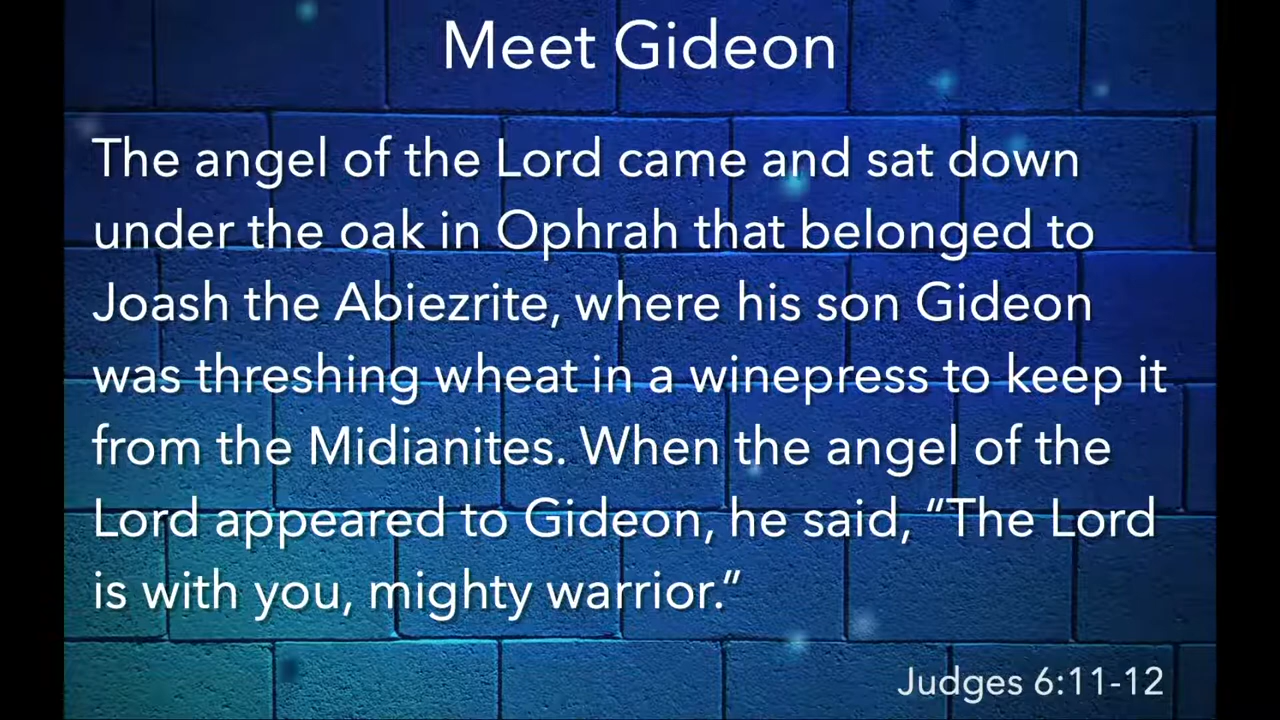 Meet Gideon
The angel of the Lord came and sat down
under the oak in Ophrah that belonged to
Joash the Abiezrite, where his son Gideon
was threshing wheat in a winepress to keep it
from the Midianites. When the angel of the
Lord appeared to Gideon, he said, “The Lord
is with you, mighty warrior.”
Judges 6:11-12